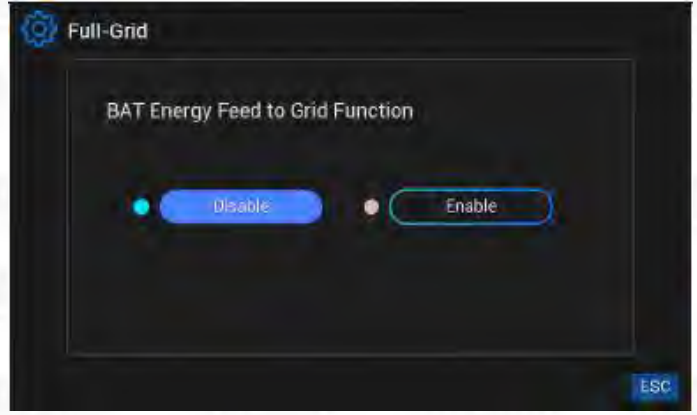 Full-Grid
BAT Energy Feed to Grid Function
Disable
Enable
ESC